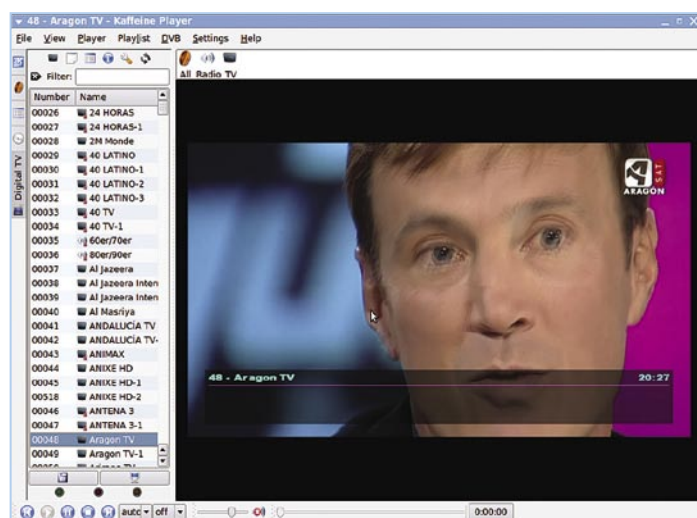 48 - Aragon TV - Kaffeine Player
File View Player Playlist DVB Settings Help
Filter:
All Radio TV
Digital TV
Number Name
00026 24 HORAS
00027 24 HORAS-1
00028 2M Monde
00029 40 LATINO
00030 40 LATINO-1
00031 40 LATINO-2
00032 40 LATINO-3
00033 40 TV
00034 40 TV-1
00035 60er/70er
00036 80er/90er
00037 Al Jazeera
00038 Al Jazeera Inten
00039 Al Jazeera Inten
00040 Al Masriya
00041 ANDALUCÍA TV
00042 ANDALUCÍA TV-
00043 ANIMAX
00044 ANIXE HD
00045 ANIXE HD-1
00518 ANIXE HD-2
00046 ANTENA 3
00047 ANTENA 3-1
00048 Aragon TV
00049 Aragon TV-1
ARAGÓN SAT
48 - Aragon TV 20:27
auto off
0:00:00